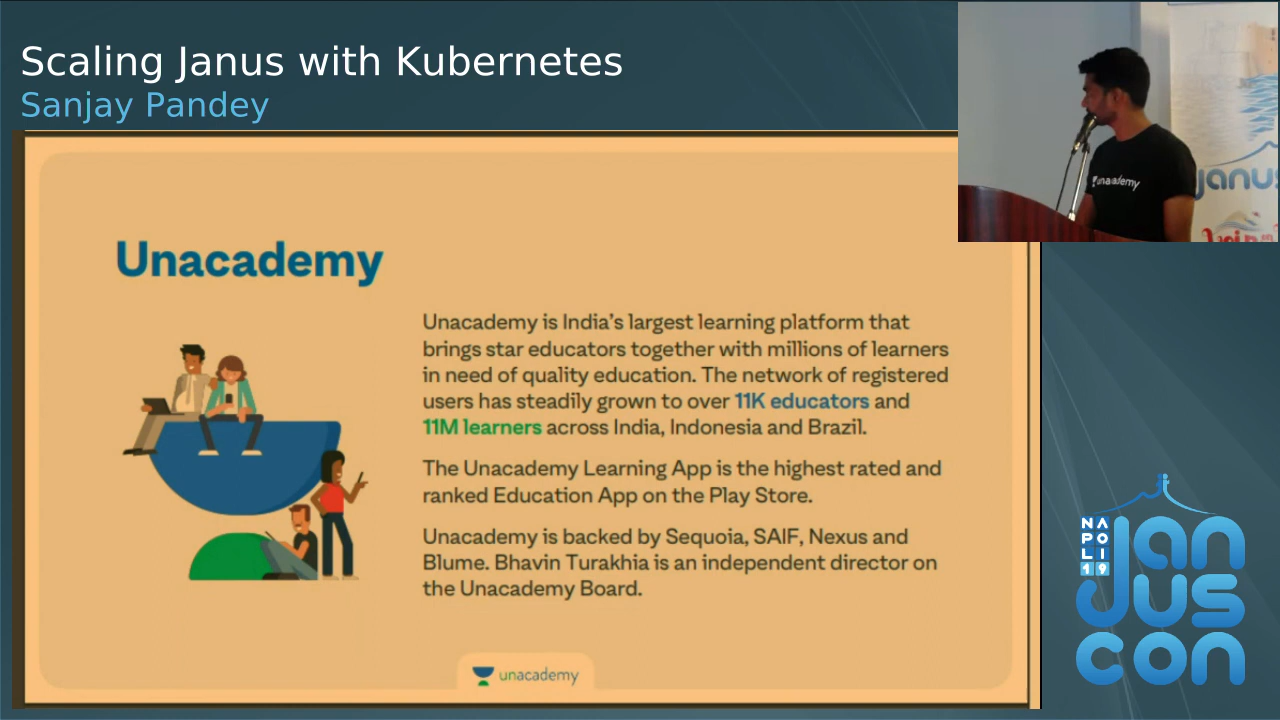 Scaling Janus with Kubernetes
Sanjay Pandey
unacademy
janus
Unacademy
Unacademy is India's largest learning platform that
brings star educators together with millions of learners
in need of quality education. The network of registered
users has steadily grown to over 11K educators and
11M learners across India, Indonesia and Brazil.
The Unacademy Learning App is the highest rated and
ranked Education App on the Play Store.
Unacademy is backed by Sequoia, SAIF, Nexus and
Blume. Bhavin Turakhia is an independent director on
the Unacademy Board.
unacademy
NAPOLI 19
Janus
con